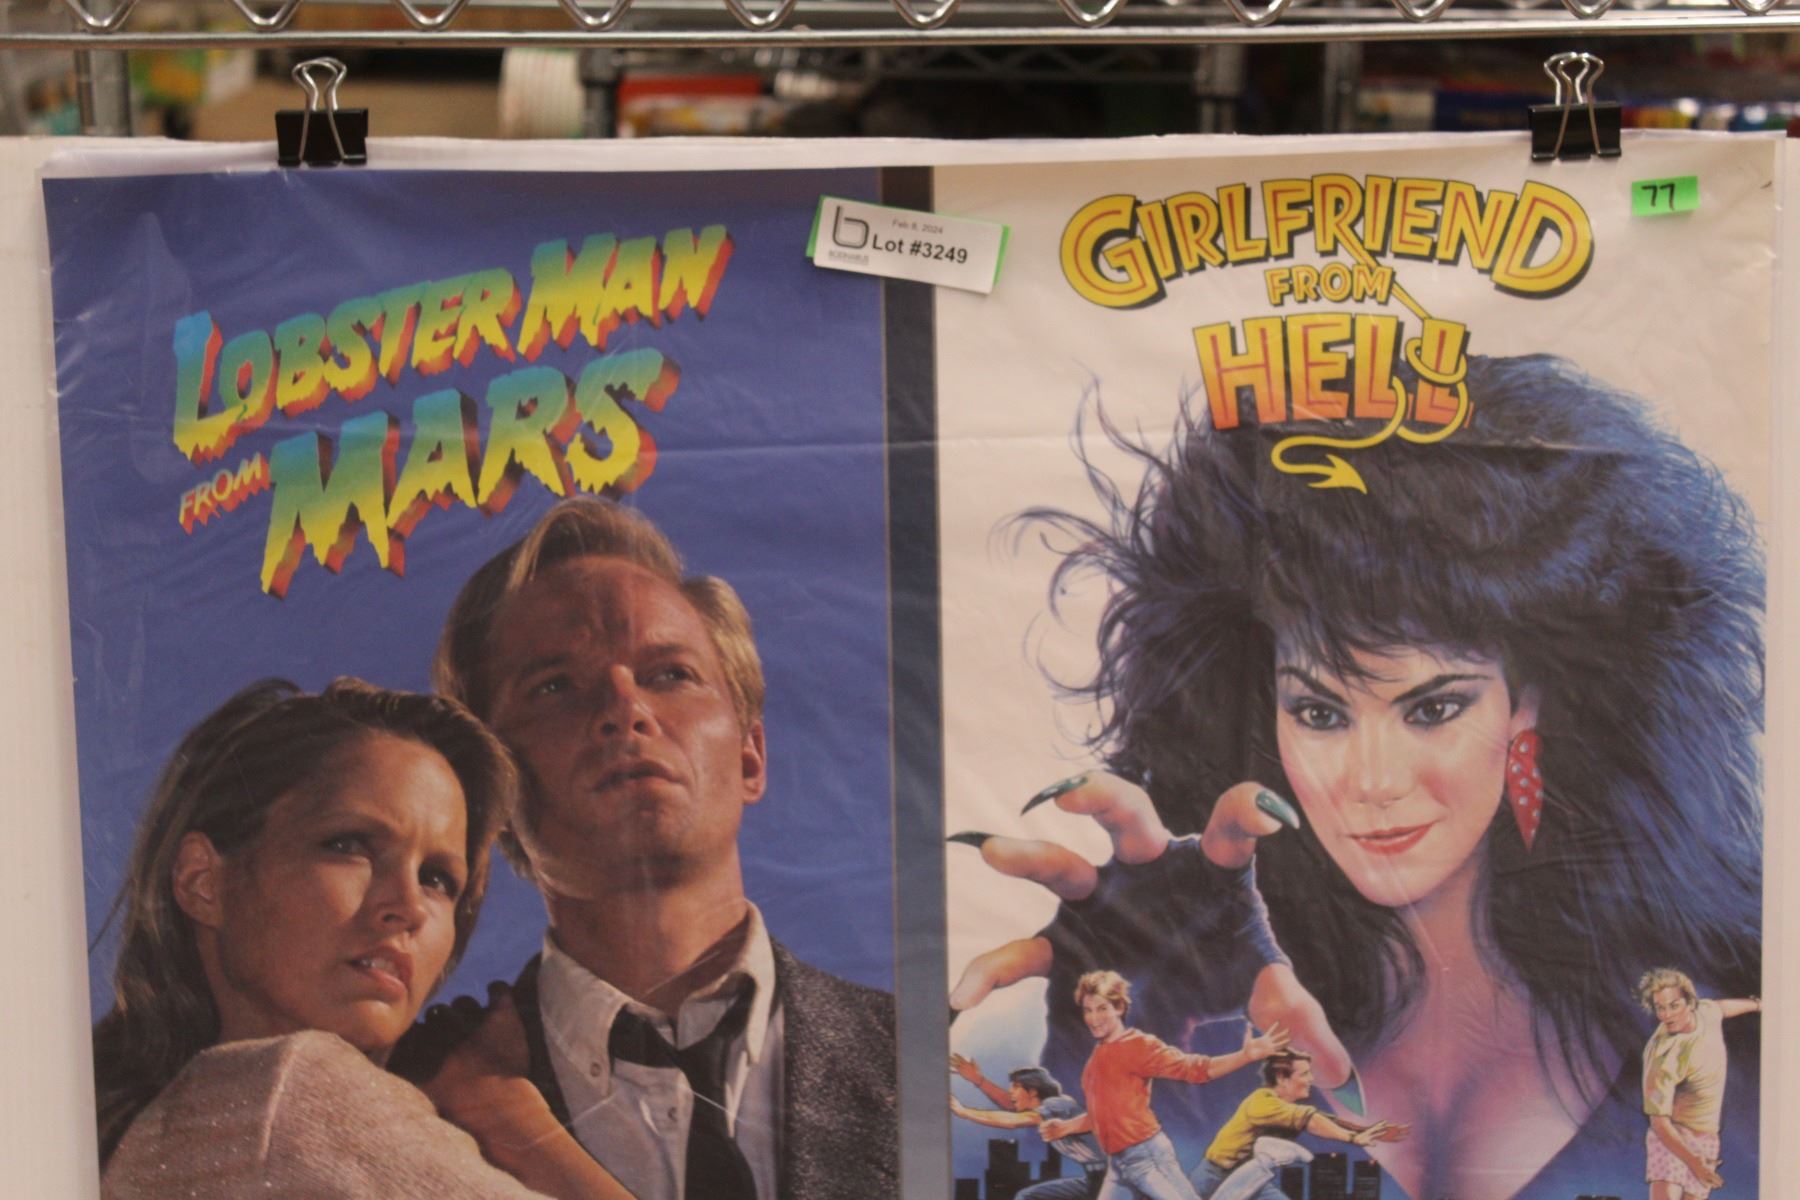 LOBSTER MAN
FROM MARS
Feb 8, 2024
Lot #3249
GIRLFRIEND
FROM
HELL
77